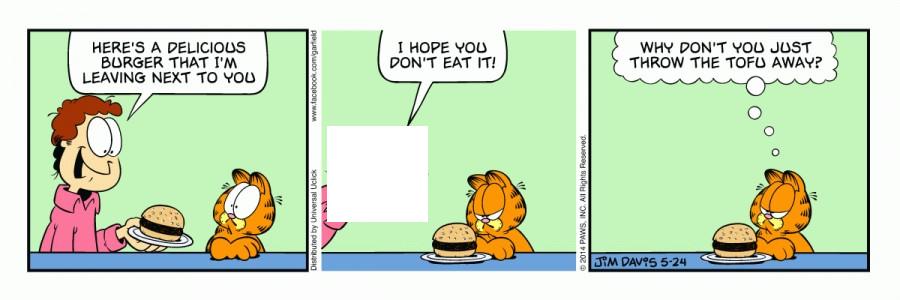 HERE'S A DELICIOUS
BURGER THAT I'M
LEAVING NEXT TO YOU
www.facebook.com/garfield
Distributed by Universal Uclick
I HOPE YOU
DON'T EAT IT!
© 2014 PAWS, INC. All Rights Reserved.
WHY DON'T YOU JUST
THROW THE TOFU AWAY?
JIM DAVIS 5-24